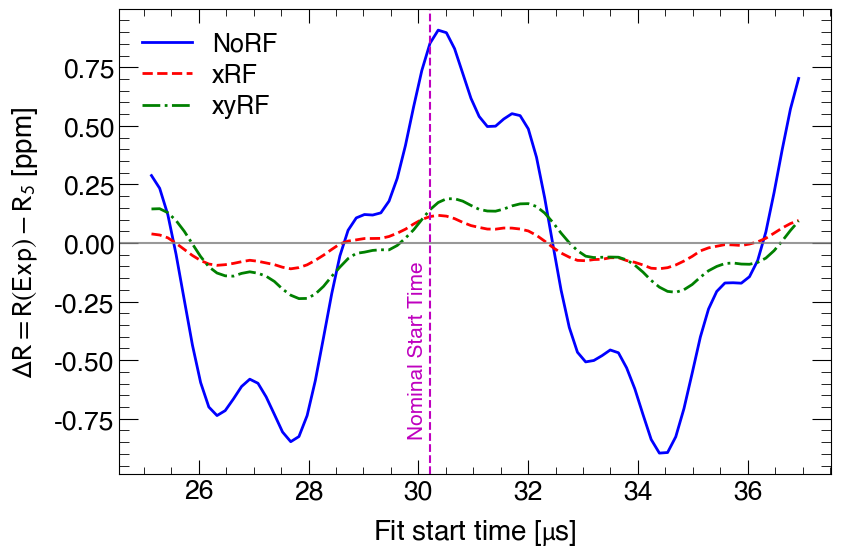 NoRF
xRF
xyRF
0.75
0.50
0.25
0.00
-0.25
-0.50
-0.75
ΔR = R(Exp) − R₅ [ppm]
Nominal Start Time
26 28 30 32 34 36
Fit start time [μs]